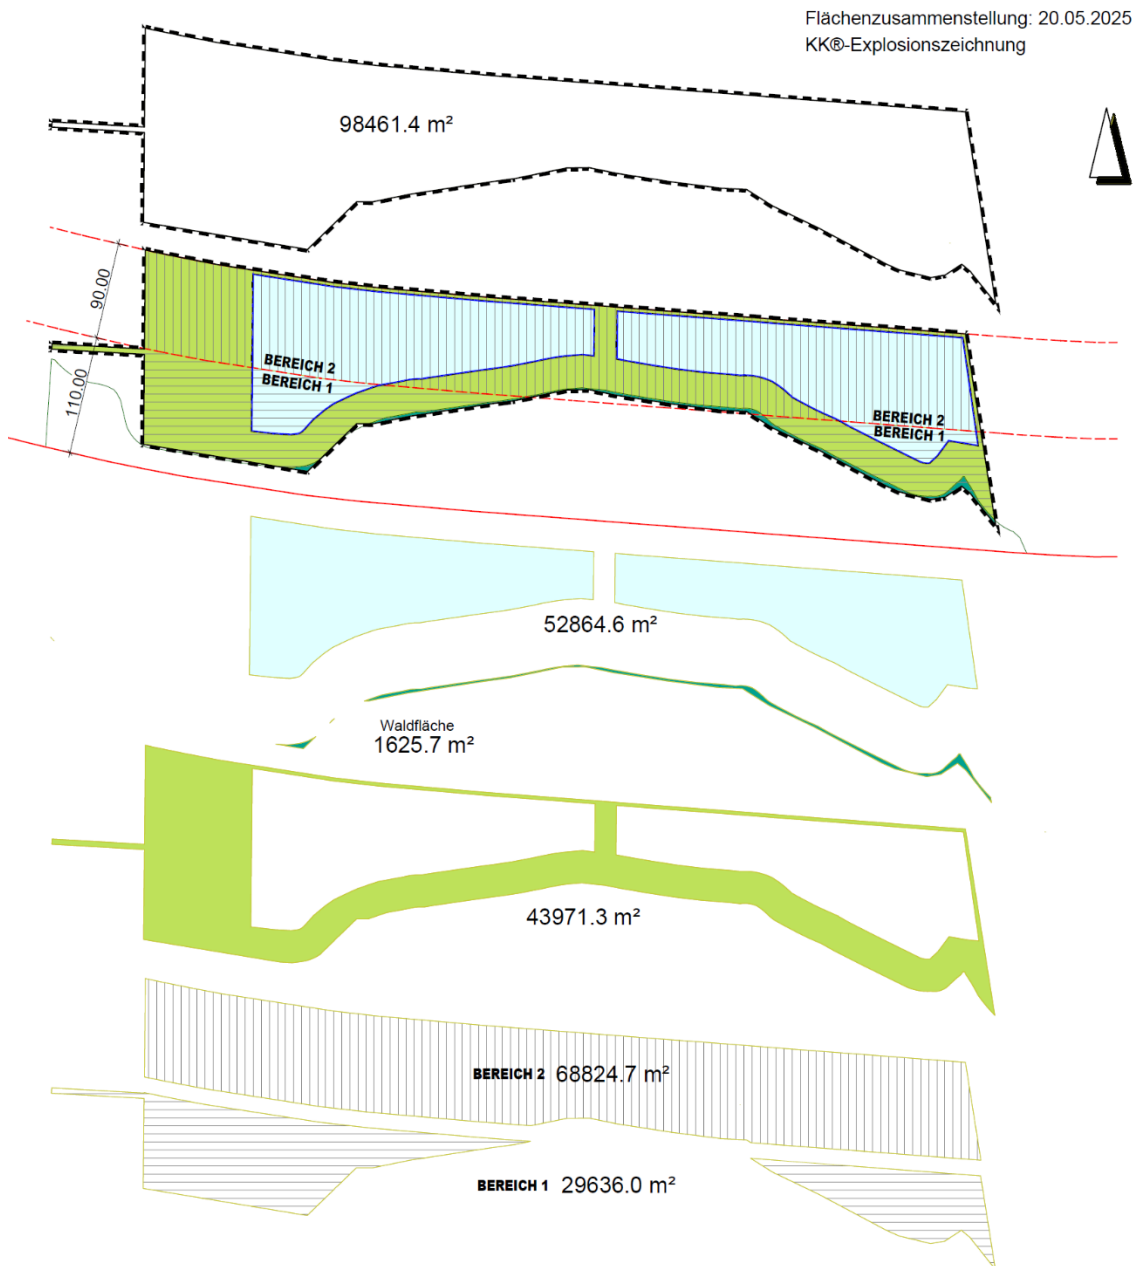 Flächenzusammenstellung: 20.05.2025
KK®-Explosionszeichnung
98461.4 m²
90.00
110.00
BEREICH 2
BEREICH 1
BEREICH 2
BEREICH 1
52864.6 m²
Waldfläche
1625.7 m²
43971.3 m²
BEREICH 2 68824.7 m²
BEREICH 1 29636.0 m²